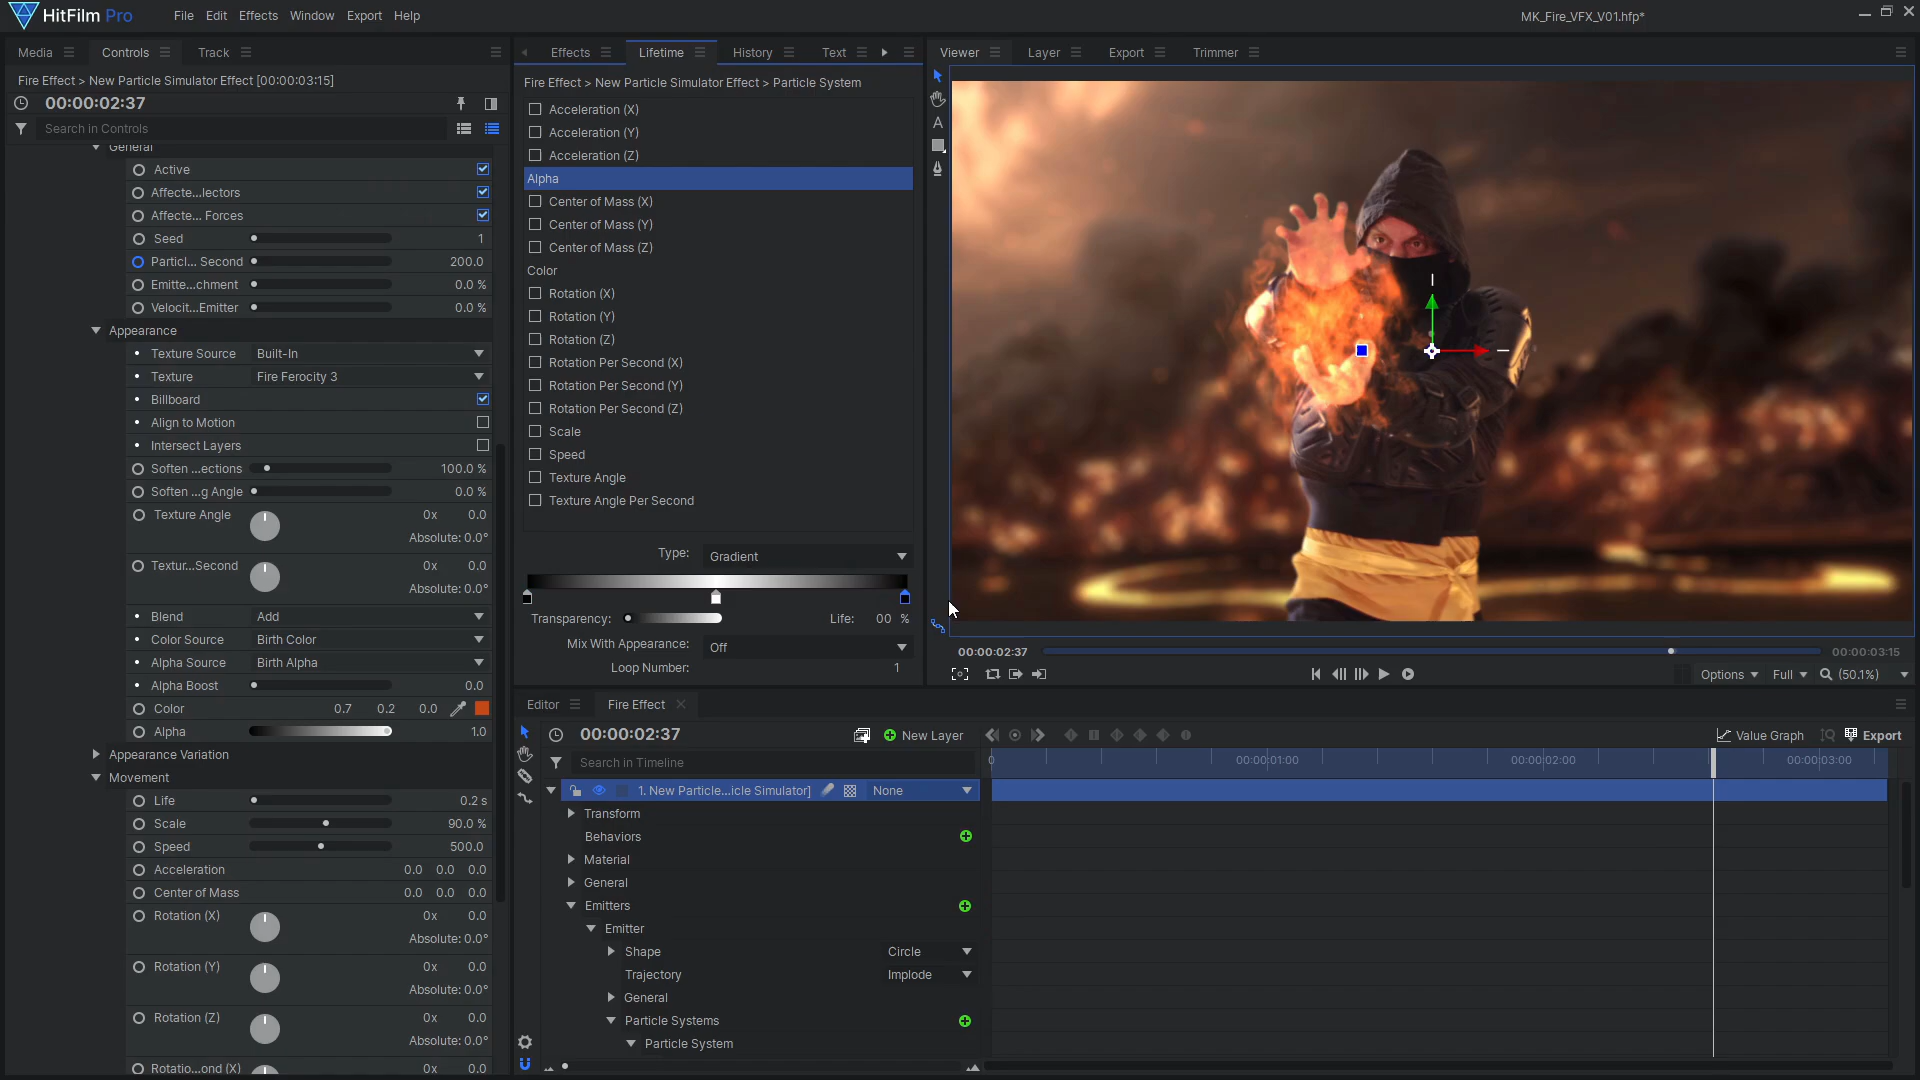 HitFilm Pro
File Edit Effects Window Export Help
MK_Fire_VFX_V01.hfp*
Media Controls Track
Fire Effect > New Particle Simulator Effect [00:00:03:15]
00:00:02:37
Search in Controls
General
Active
Affecte...lectors
Affecte... Forces
Seed 1
Particl... Second 200.0
Emitte...chment 0.0 %
Velocit...Emitter 0.0 %
Appearance
Texture Source Built-In
Texture Fire Ferocity 3
Billboard
Align to Motion
Intersect Layers
Soften ...ections 100.0 %
Soften ...g Angle 0.0 %
Texture Angle 0x 0.0
Absolute: 0.0°
Textur...Second 0x 0.0
Absolute: 0.0°
Blend Add
Color Source Birth Color
Alpha Source Birth Alpha
Alpha Boost 0.0
Color 0.7 0.2 0.0
Alpha 1.0
Appearance Variation
Movement
Life 0.2 s
Scale 90.0 %
Speed 500.0
Acceleration 0.0 0.0 0.0
Center of Mass 0.0 0.0 0.0
Rotation (X) 0x 0.0
Absolute: 0.0°
Rotation (Y) 0x 0.0
Absolute: 0.0°
Rotation (Z) 0x 0.0
Absolute: 0.0°
Rotatio...ond (X) 0x 0.0
Effects Lifetime History Text
Fire Effect > New Particle Simulator Effect > Particle System
Acceleration (X)
Acceleration (Y)
Acceleration (Z)
Alpha
Center of Mass (X)
Center of Mass (Y)
Center of Mass (Z)
Color
Rotation (X)
Rotation (Y)
Rotation (Z)
Rotation Per Second (X)
Rotation Per Second (Y)
Rotation Per Second (Z)
Scale
Speed
Texture Angle
Texture Angle Per Second
Type: Gradient
Transparency: Life: 00 %
Mix With Appearance: Off
Loop Number: 1
Viewer Layer Export Trimmer
A
00:00:02:37 00:00:03:15
Options Full (50.1%)
Editor Fire Effect
00:00:02:37 New Layer Value Graph Export
Search in Timeline
0 00:00:01:00 00:00:02:00 00:00:03:00
1. New Particle...icle Simulator] None
Transform
Behaviors
Material
General
Emitters
Emitter
Shape Circle
Trajectory Implode
General
Particle Systems
Particle System